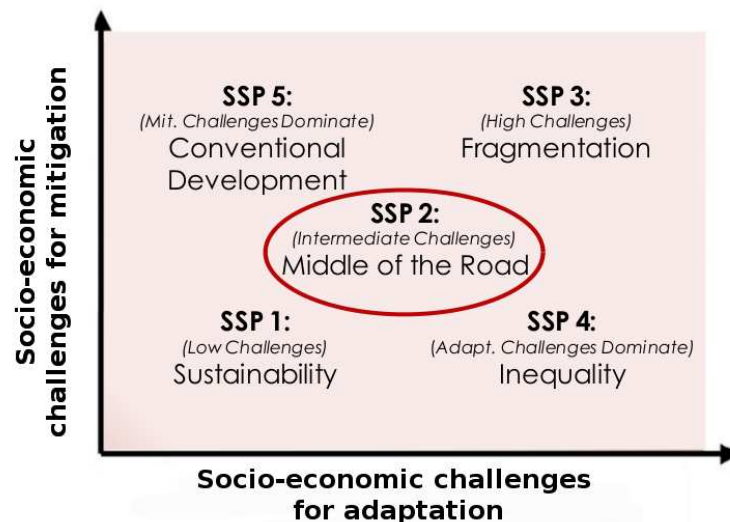 Socio-economic
challenges for mitigation
SSP 5:
(Mit. Challenges Dominate)
Conventional
Development
SSP 3:
(High Challenges)
Fragmentation
SSP 2:
(Intermediate Challenges)
Middle of the Road
SSP 1:
(Low Challenges)
Sustainability
SSP 4:
(Adapt. Challenges Dominate)
Inequality
Socio-economic challenges
for adaptation